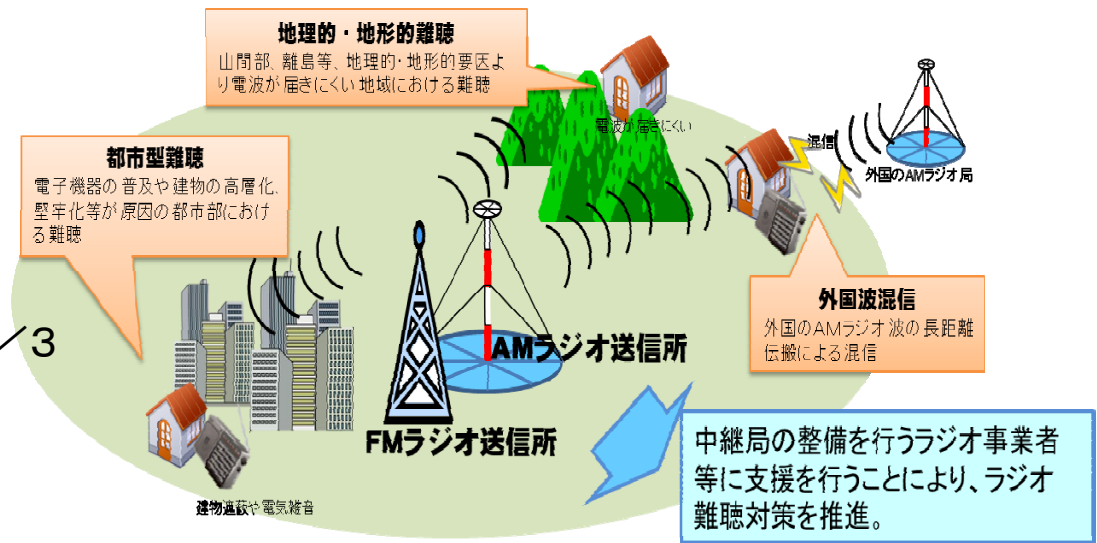 地理的・地形的難聴
山間部、離島等、地理的・地形的要因よ
り電波が届きにくい地域における難聴
電波が届きにくい
混信
外国のAMラジオ局
都市型難聴
電子機器の普及や建物の高層化、
堅牢化等が原因の都市部におけ
る難聴
外国波混信
外国のAMラジオ波の長距離
伝搬による混信
3
AMラジオ送信所
FMラジオ送信所
中継局の整備を行うラジオ事業者
等に支援を行うことにより、ラジオ
難聴対策を推進。
建物遮蔽や電気雑音